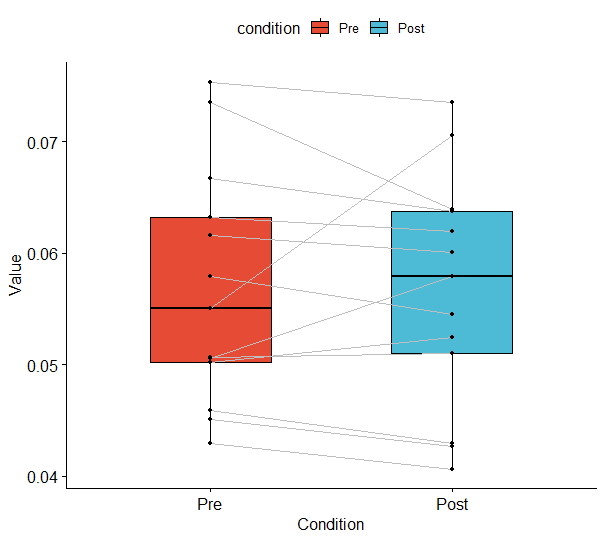 condition Pre Post
0.07
0.06
0.05
0.04
Value
Pre Post
Condition